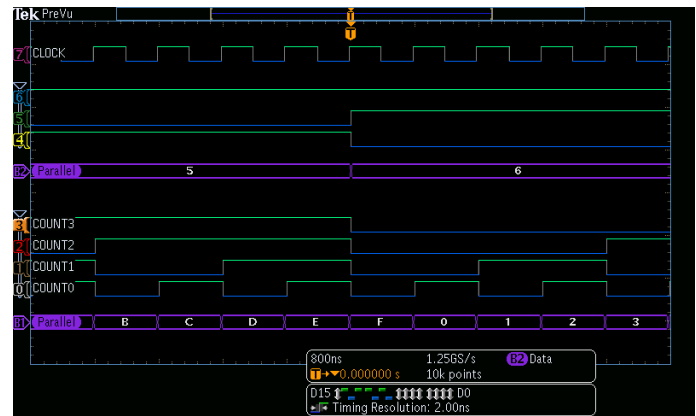 Tek PreVu
T
T
7 CLOCK
6
5
4
B2 Parallel 5 6
3 COUNT3
2 COUNT2
1 COUNT1
0 COUNT0
B1 Parallel B C D E F 0 1 2 3
800ns 1.25GS/s B2 Data
T→▼0.000000 s 10k points
D15 D0
Timing Resolution: 2.00ns